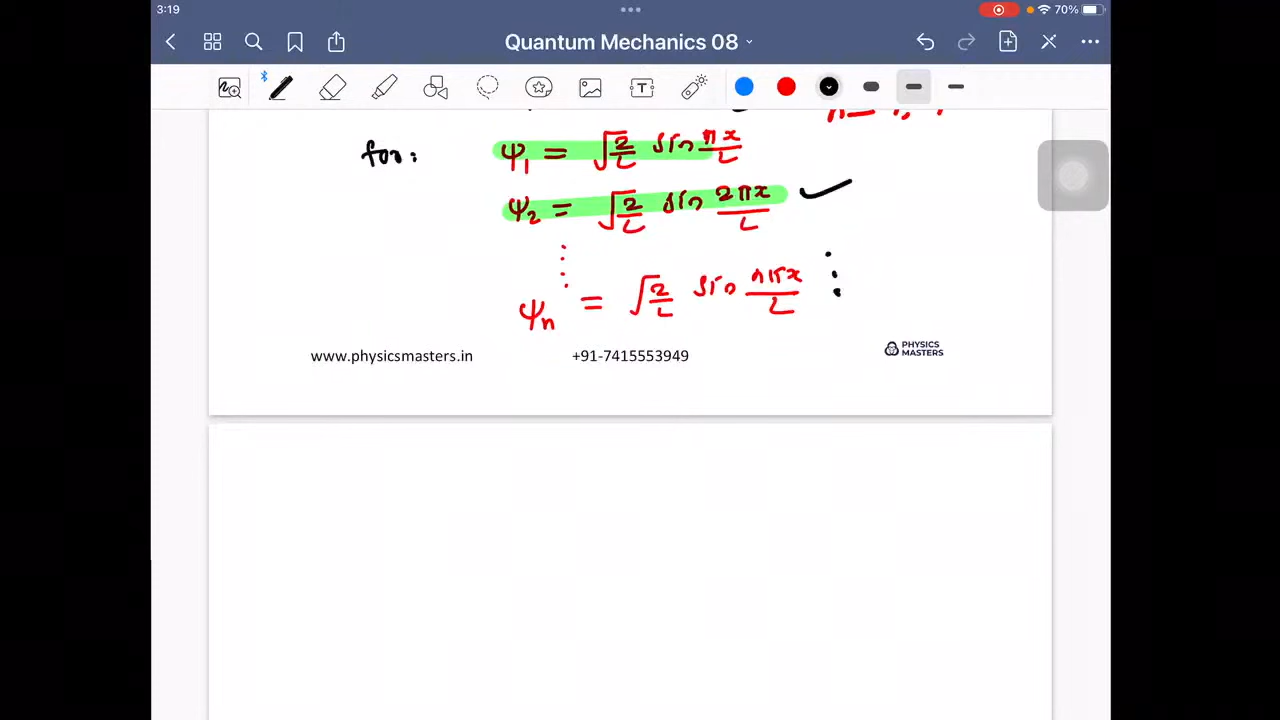 3:19 70%
Quantum Mechanics 08
T
for: ψ₁ = √(2/L) sin πx/L
ψ₂ = √(2/L) sin 2πx/L ✓
⋮ ⋮
ψₙ = √(2/L) sin nπx/L
www.physicsmasters.in +91-7415553949 PHYSICS MASTERS